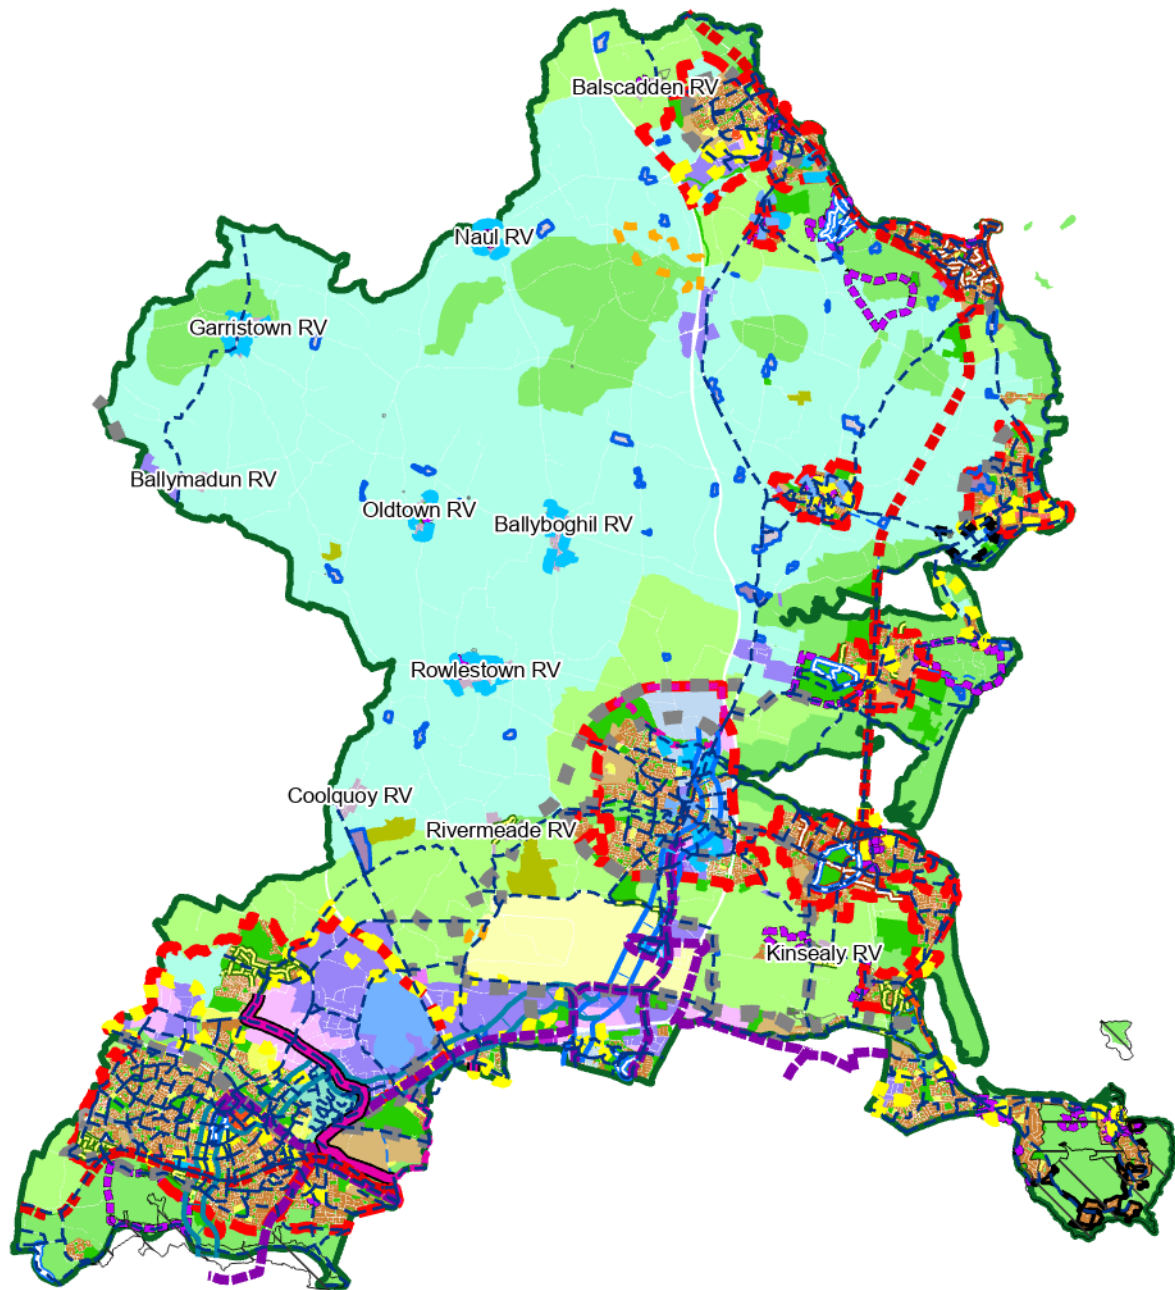 Balscadden RV
Naul RV
Garristown RV
Ballymadun RV
Oldtown RV
Ballyboghil RV
Rowlestown RV
Coolquoy RV
Rivermeade RV
Kinsealy RV